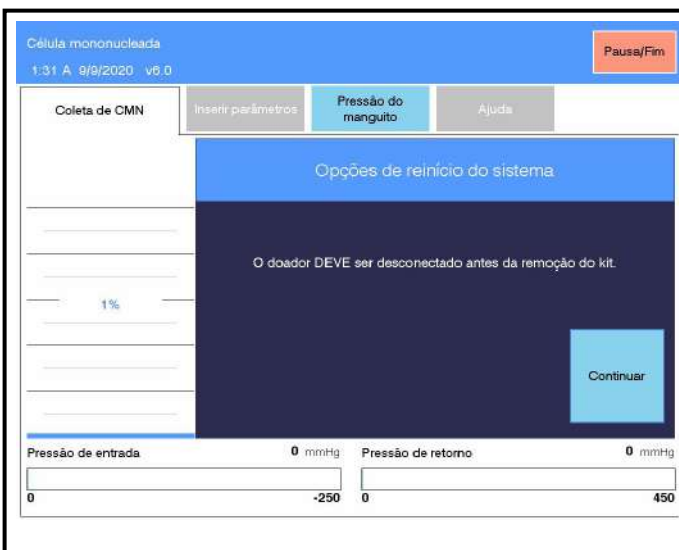 Célula mononucleada
1:31 A 9/9/2020 v6.0
Pausa/Fim
Coleta de CMN
Inserir parâmetros
Pressão do
manguito
Ajuda
Opções de reinício do sistema
O doador DEVE ser desconectado antes da remoção do kit.
1%
Continuar
Pressão de entrada 0 mmHg
Pressão de retorno 0 mmHg
0 -250
0 450